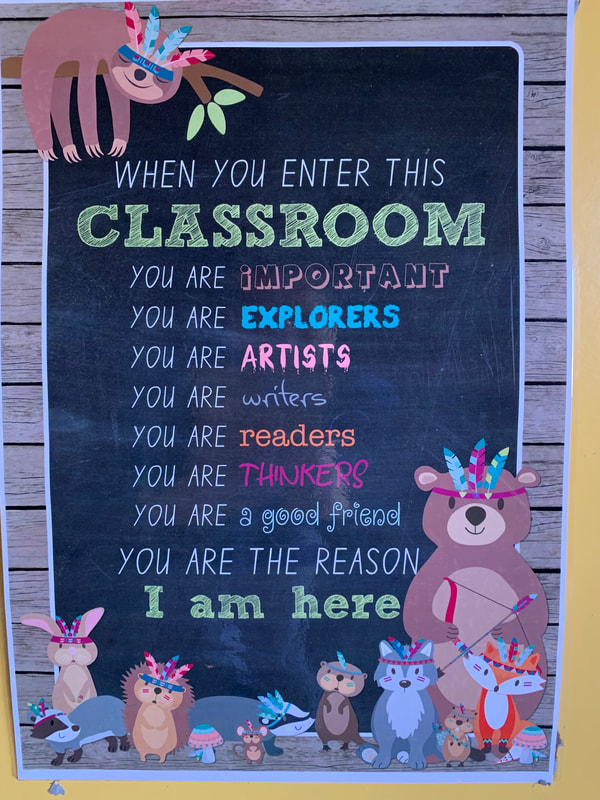 WHEN YOU ENTER THIS
CLASSROOM
YOU ARE iMPORTANT
YOU ARE EXPLORERS
YOU ARE ARTISTS
YOU ARE writers
YOU ARE readers
YOU ARE THINKERS
YOU ARE a good friend
YOU ARE THE REASON
I am here